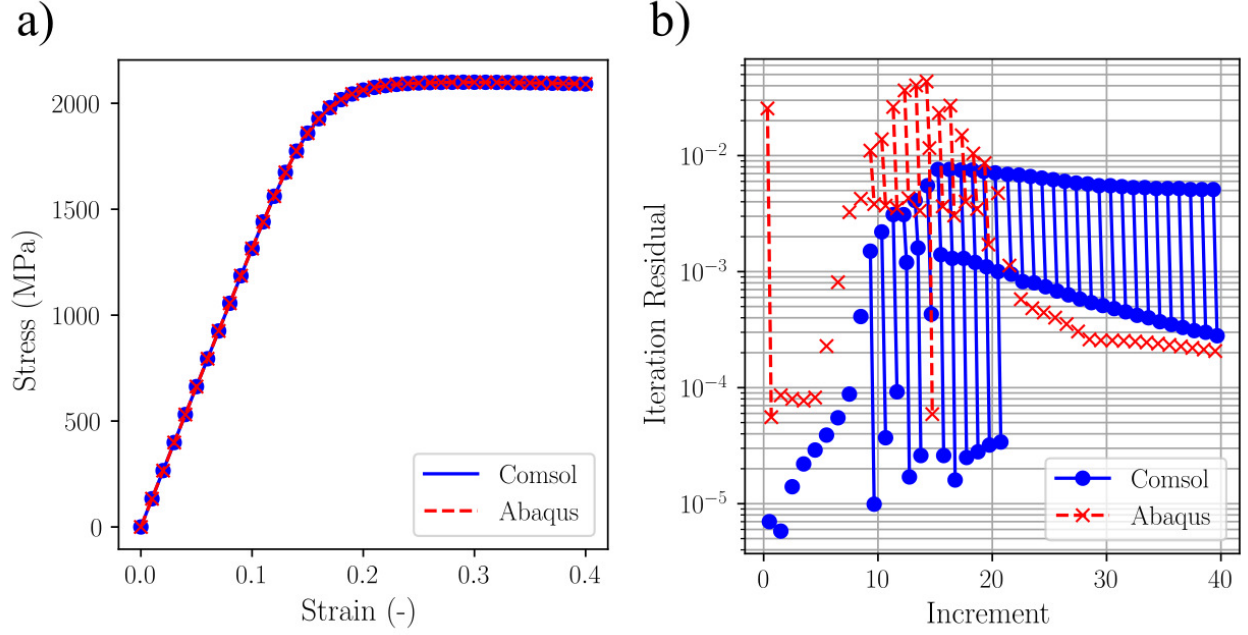 a)
Stress (MPa)
2000
1500
1000
500
0
0.0 0.1 0.2 0.3 0.4
Strain (-)
Comsol
Abaqus
b)
Iteration Residual
10⁻²
10⁻³
10⁻⁴
10⁻⁵
0 10 20 30 40
Increment
Comsol
Abaqus